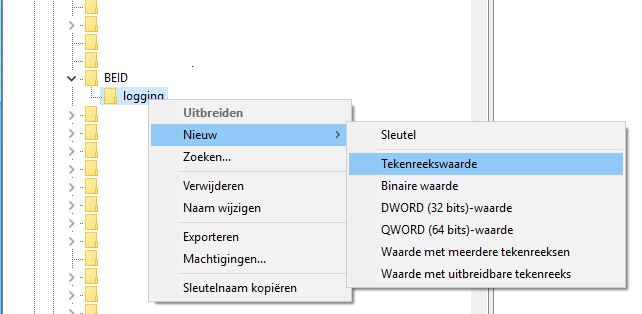 BEID
logging
Uitbreiden
Nieuw
Zoeken...
Verwijderen
Naam wijzigen
Exporteren
Machtigingen...
Sleutelnaam kopiëren
Sleutel
Tekenreekswaarde
Binaire waarde
DWORD (32 bits)-waarde
QWORD (64 bits)-waarde
Waarde met meerdere tekenreeksen
Waarde met uitbreidbare tekenreeks